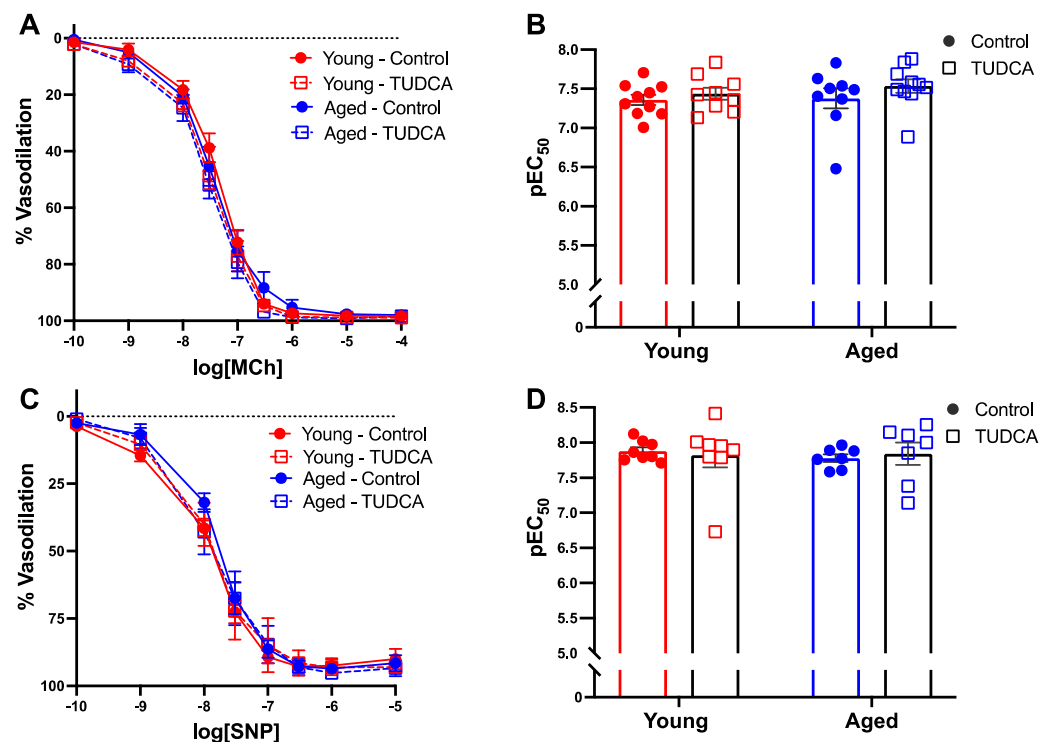 A
0
20
40
60
80
100
% Vasodilation
-10
-9
-8
-7
-6
-5
-4
log[MCh]
Young - Control
Young - TUDCA
Aged - Control
Aged - TUDCA
B
8.0
7.5
7.0
6.5
6.0
5.5
5.0
0
pEC50
Young
Aged
Control
TUDCA
C
0
25
50
75
100
% Vasodilation
-10
-9
-8
-7
-6
-5
log[SNP]
Young - Control
Young - TUDCA
Aged - Control
Aged - TUDCA
D
8.5
8.0
7.5
7.0
6.5
6.0
5.5
5.0
0
pEC50
Young
Aged
Control
TUDCA